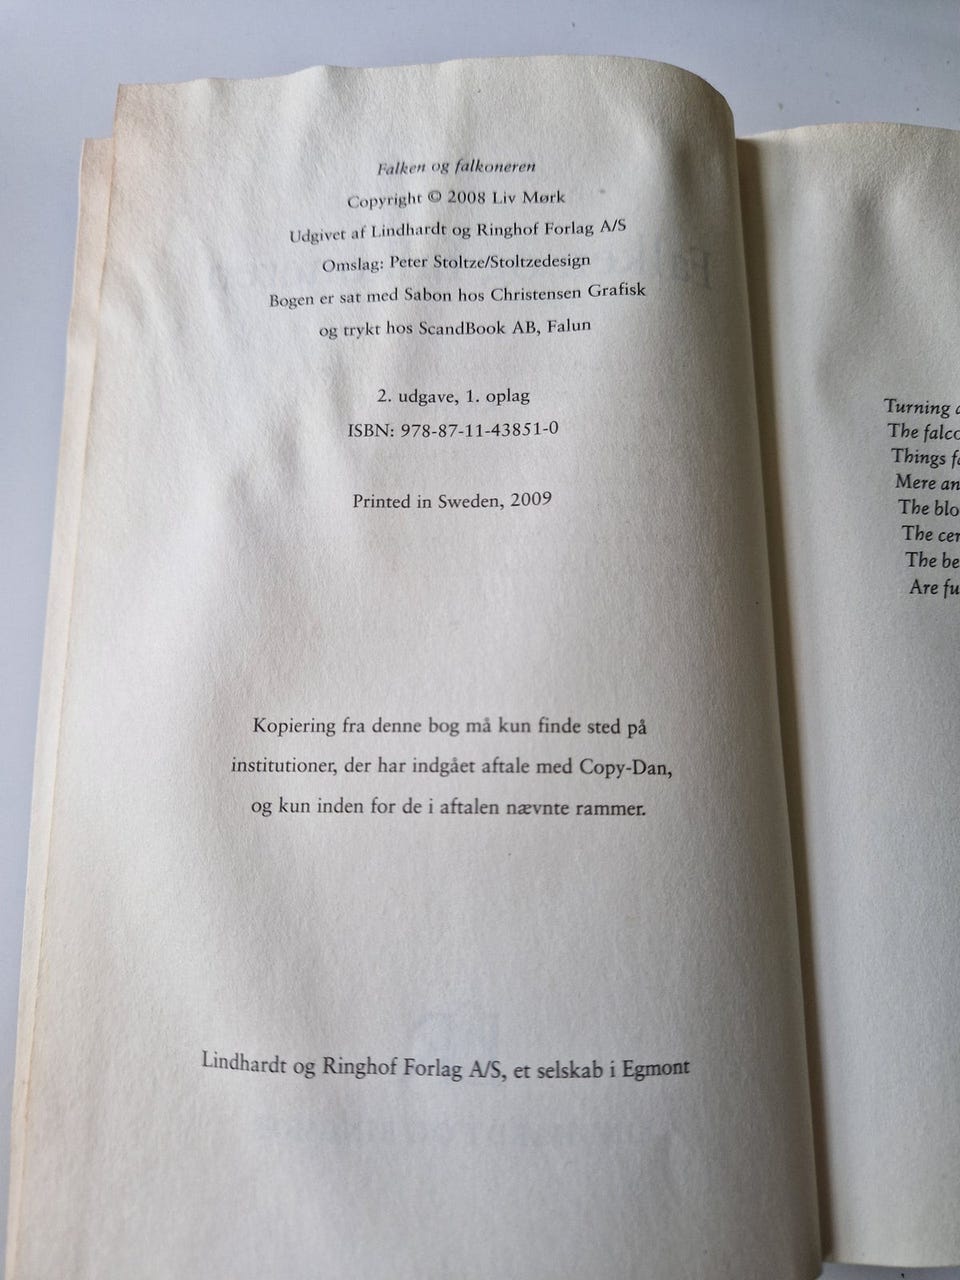 Falken og falkoneren
Copyright © 2008 Liv Mørk
Udgivet af Lindhardt og Ringhof Forlag A/S
Omslag: Peter Stoltze/Stoltzedesign
Bogen er sat med Sabon hos Christensen Grafisk
og trykt hos ScandBook AB, Falun
2. udgave, 1. oplag
ISBN: 978-87-11-43851-0
Printed in Sweden, 2009
Kopiering fra denne bog må kun finde sted på
institutioner, der har indgået aftale med Copy-Dan,
og kun inden for de i aftalen nævnte rammer.
Lindhardt og Ringhof Forlag A/S, et selskab i Egmont
Turning
The
Things
Mere
The
The
The
Are